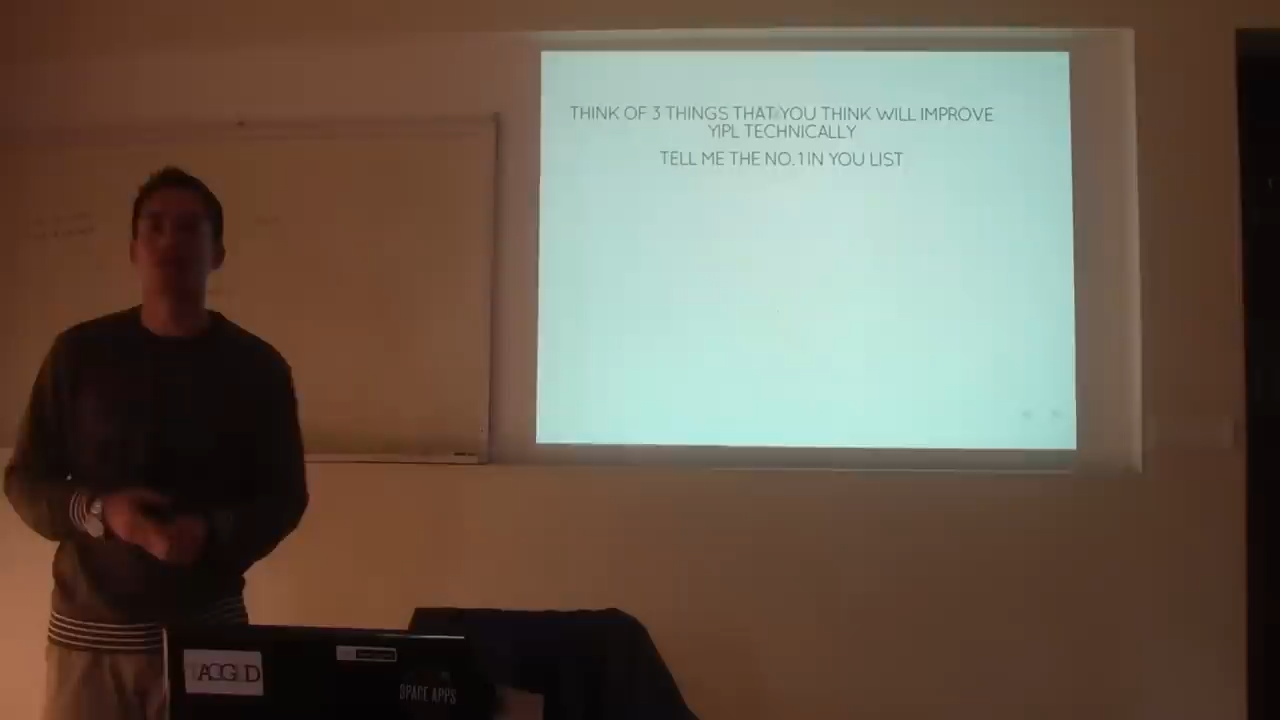 THINK OF 3 THINGS THAT YOU THINK WILL IMPROVE
YIPL TECHNICALLY
TELL ME THE NO. 1 IN YOU LIST
SPACE APPS